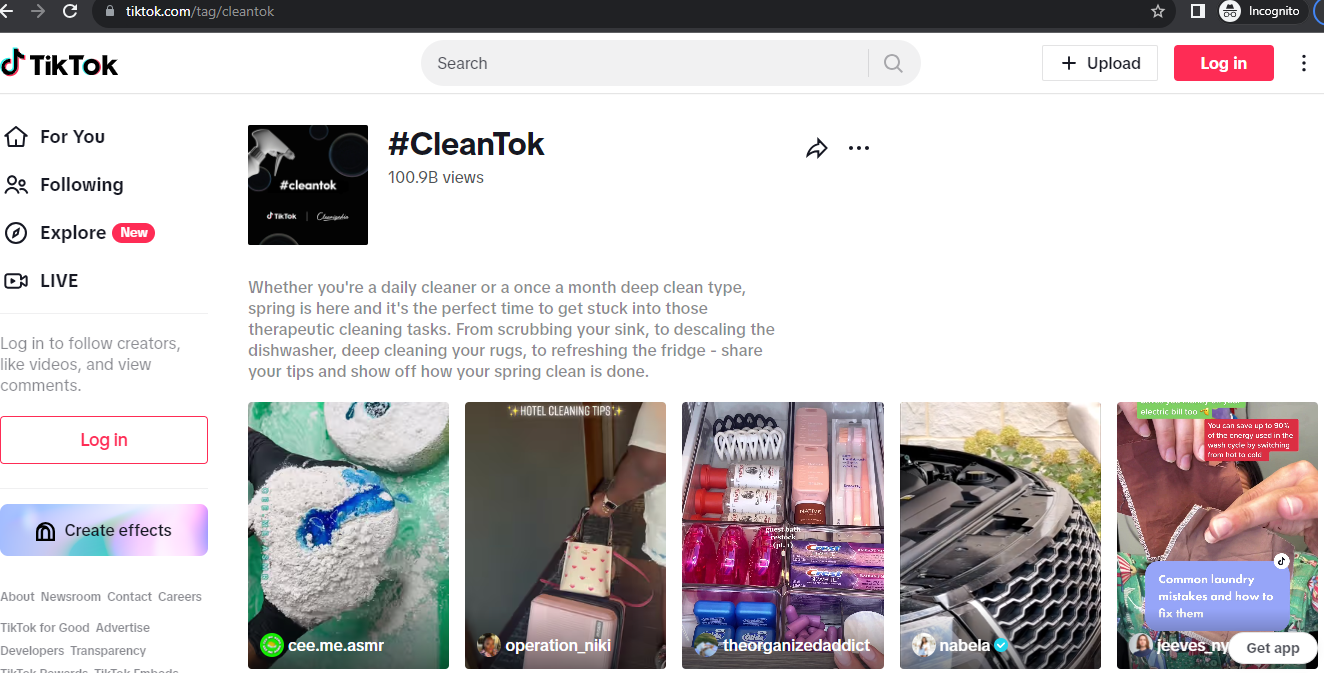 tiktok.com/tag/cleantok
Incognito
TikTok
Search
Upload
Log in
For You
Following
Explore New
LIVE
Log in to follow creators,
like videos, and view
comments.
Log in
Create effects
About Newsroom Contact Careers
TikTok for Good Advertise
Developers Transparency
TikTok Rewards TikTok Embeds
#cleantok
TikTok
Cleanipedia
#CleanTok
100.9B views
Whether you're a daily cleaner or a once a month deep clean type,
spring is here and it's the perfect time to get stuck into those
therapeutic cleaning tasks. From scrubbing your sink, to descaling the
dishwasher, deep cleaning your rugs, to refreshing the fridge - share
your tips and show off how your spring clean is done.
cee.me.asmr
HOTEL CLEANING TIPS
operation_niki
NATIVE
guest bath
restock
(pt. 1)
Crest
theorganizedaddict
nabela
electric bill too
You can save up to 90%
of the energy used in the
wash cycle by switching
from hot to cold
Common laundry
mistakes and how to
fix them
jeeves_ny
Get app